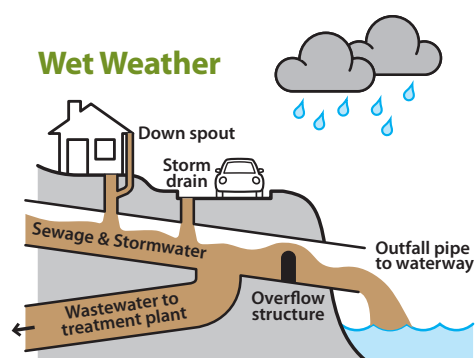 Wet Weather
Down spout
Storm
drain
Sewage & Stormwater
Outfall pipe
to waterway
Wastewater to
treatment plant
Overflow
structure